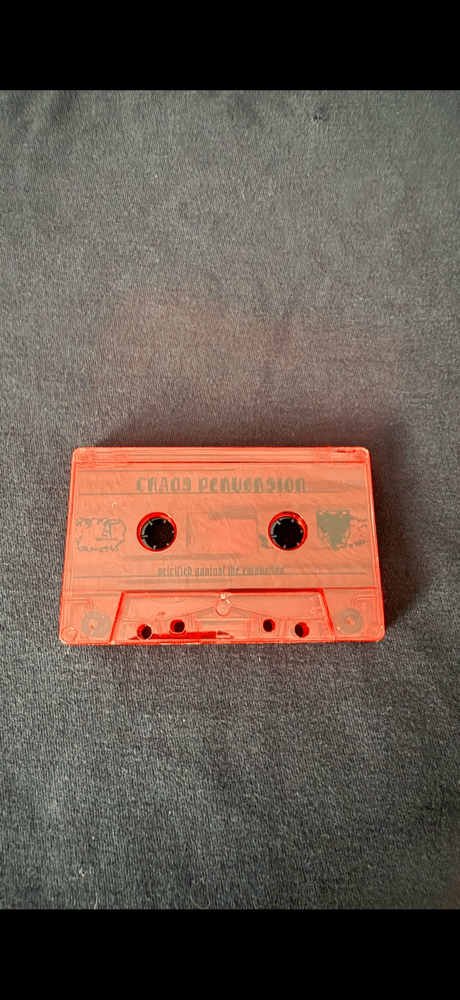 CHAOS PERVERSION
petrified against the emanation